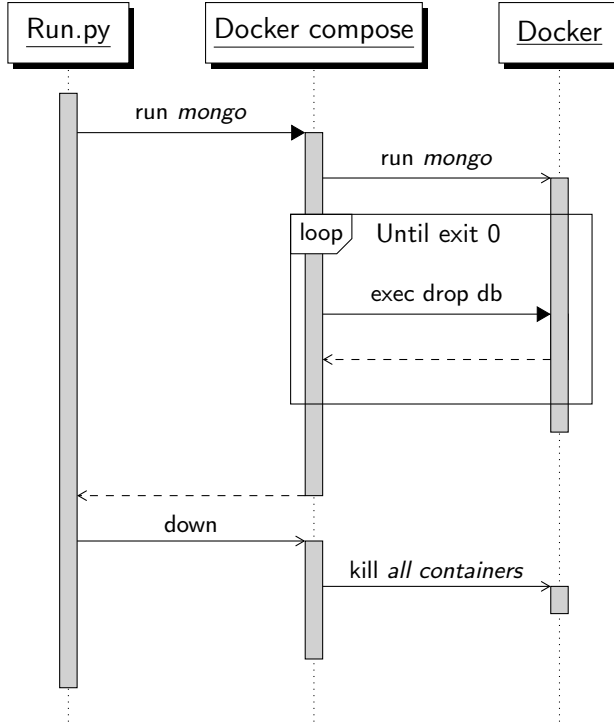 Run.py
Docker compose
Docker
run mongo
run mongo
loop
Until exit 0
exec drop db
down
kill all containers